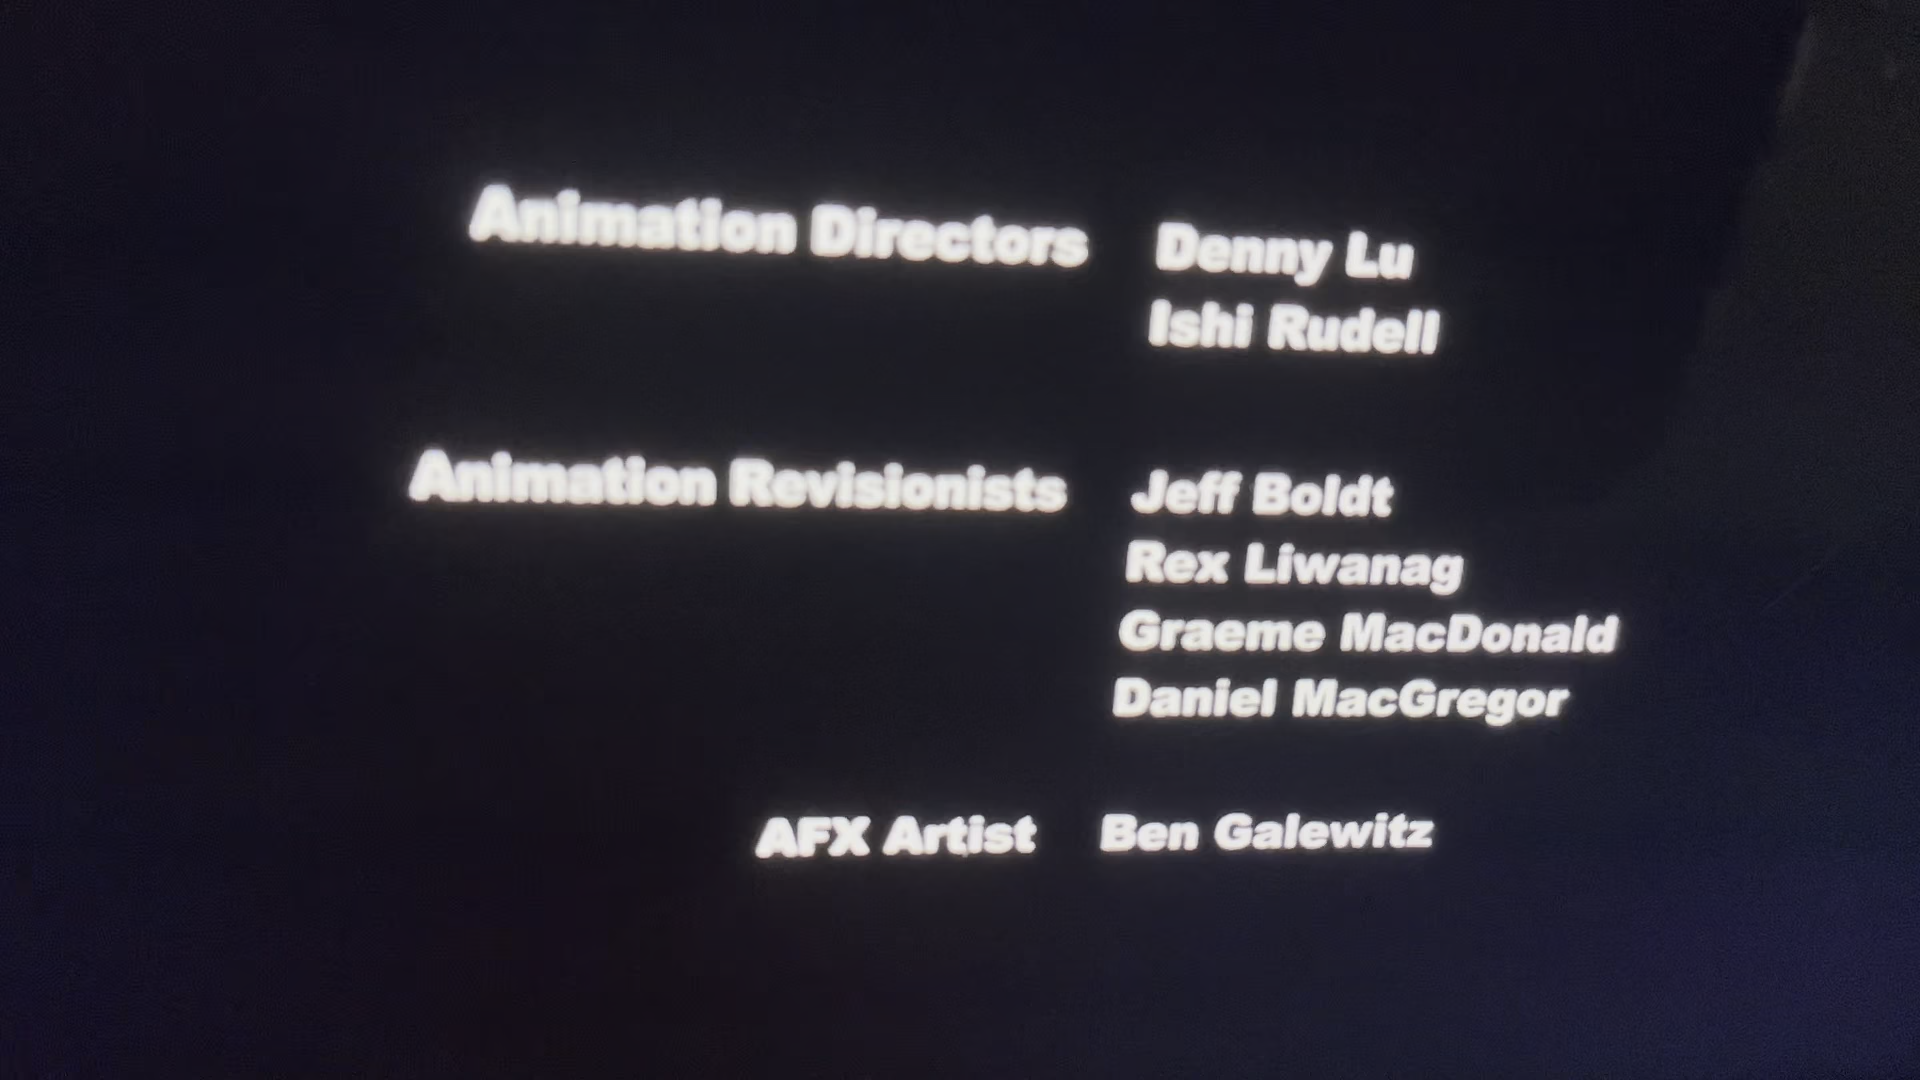 Animation Directors Denny Lu
Ishi Rudell
Animation Revisionists Jeff Boldt
Rex Liwanag
Graeme MacDonald
Daniel MacGregor
AFX Artist Ben Galewitz